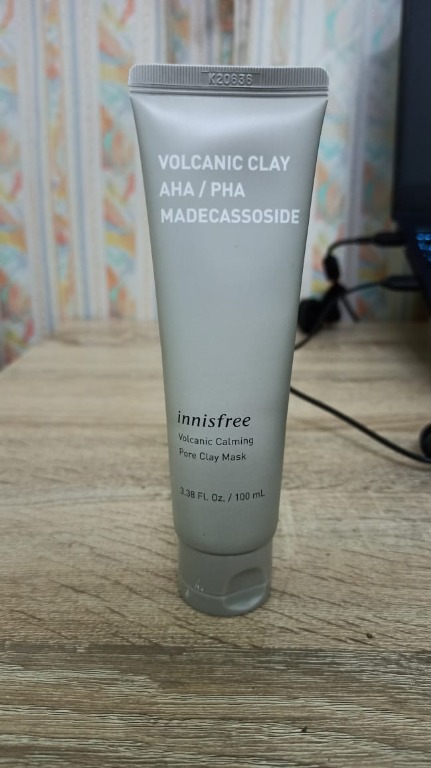 K20636
VOLCANIC CLAY
AHA / PHA
MADECASSOSIDE
innisfree
Volcanic Calming
Pore Clay Mask
3.38 FL. Oz. / 100 mL